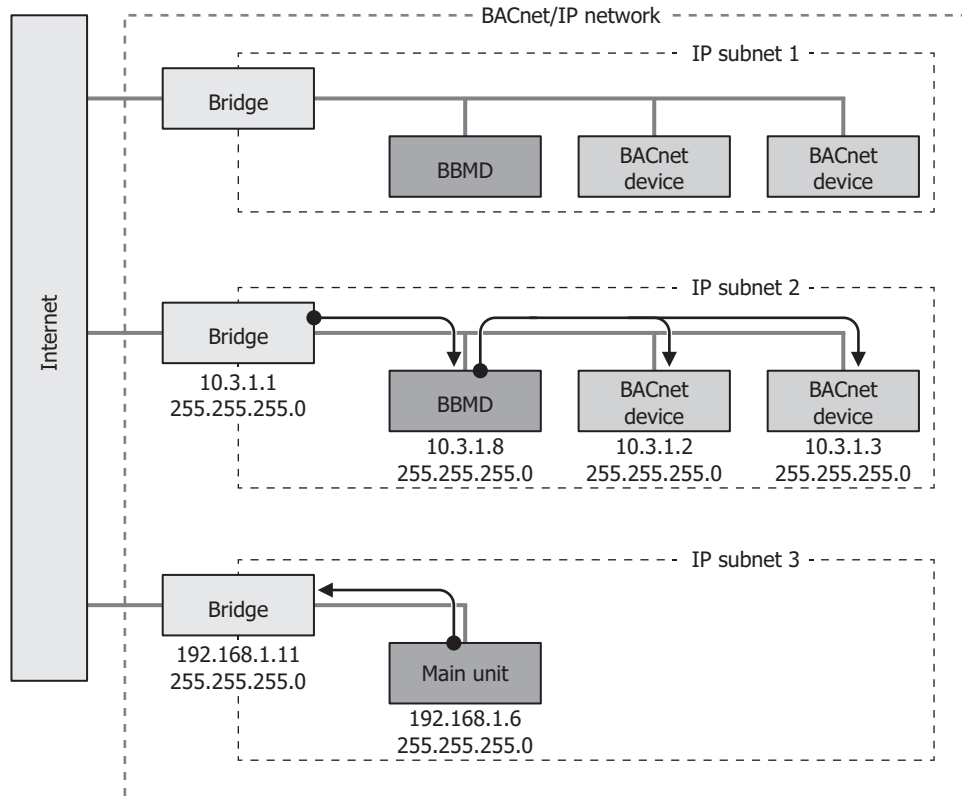 BACnet/IP network
IP subnet 1
Bridge
BBMD
BACnet
device
BACnet
device
Internet
IP subnet 2
Bridge
10.3.1.1
255.255.255.0
BBMD
10.3.1.8
255.255.255.0
BACnet
device
10.3.1.2
255.255.255.0
BACnet
device
10.3.1.3
255.255.255.0
IP subnet 3
Bridge
192.168.1.11
255.255.255.0
Main unit
192.168.1.6
255.255.255.0